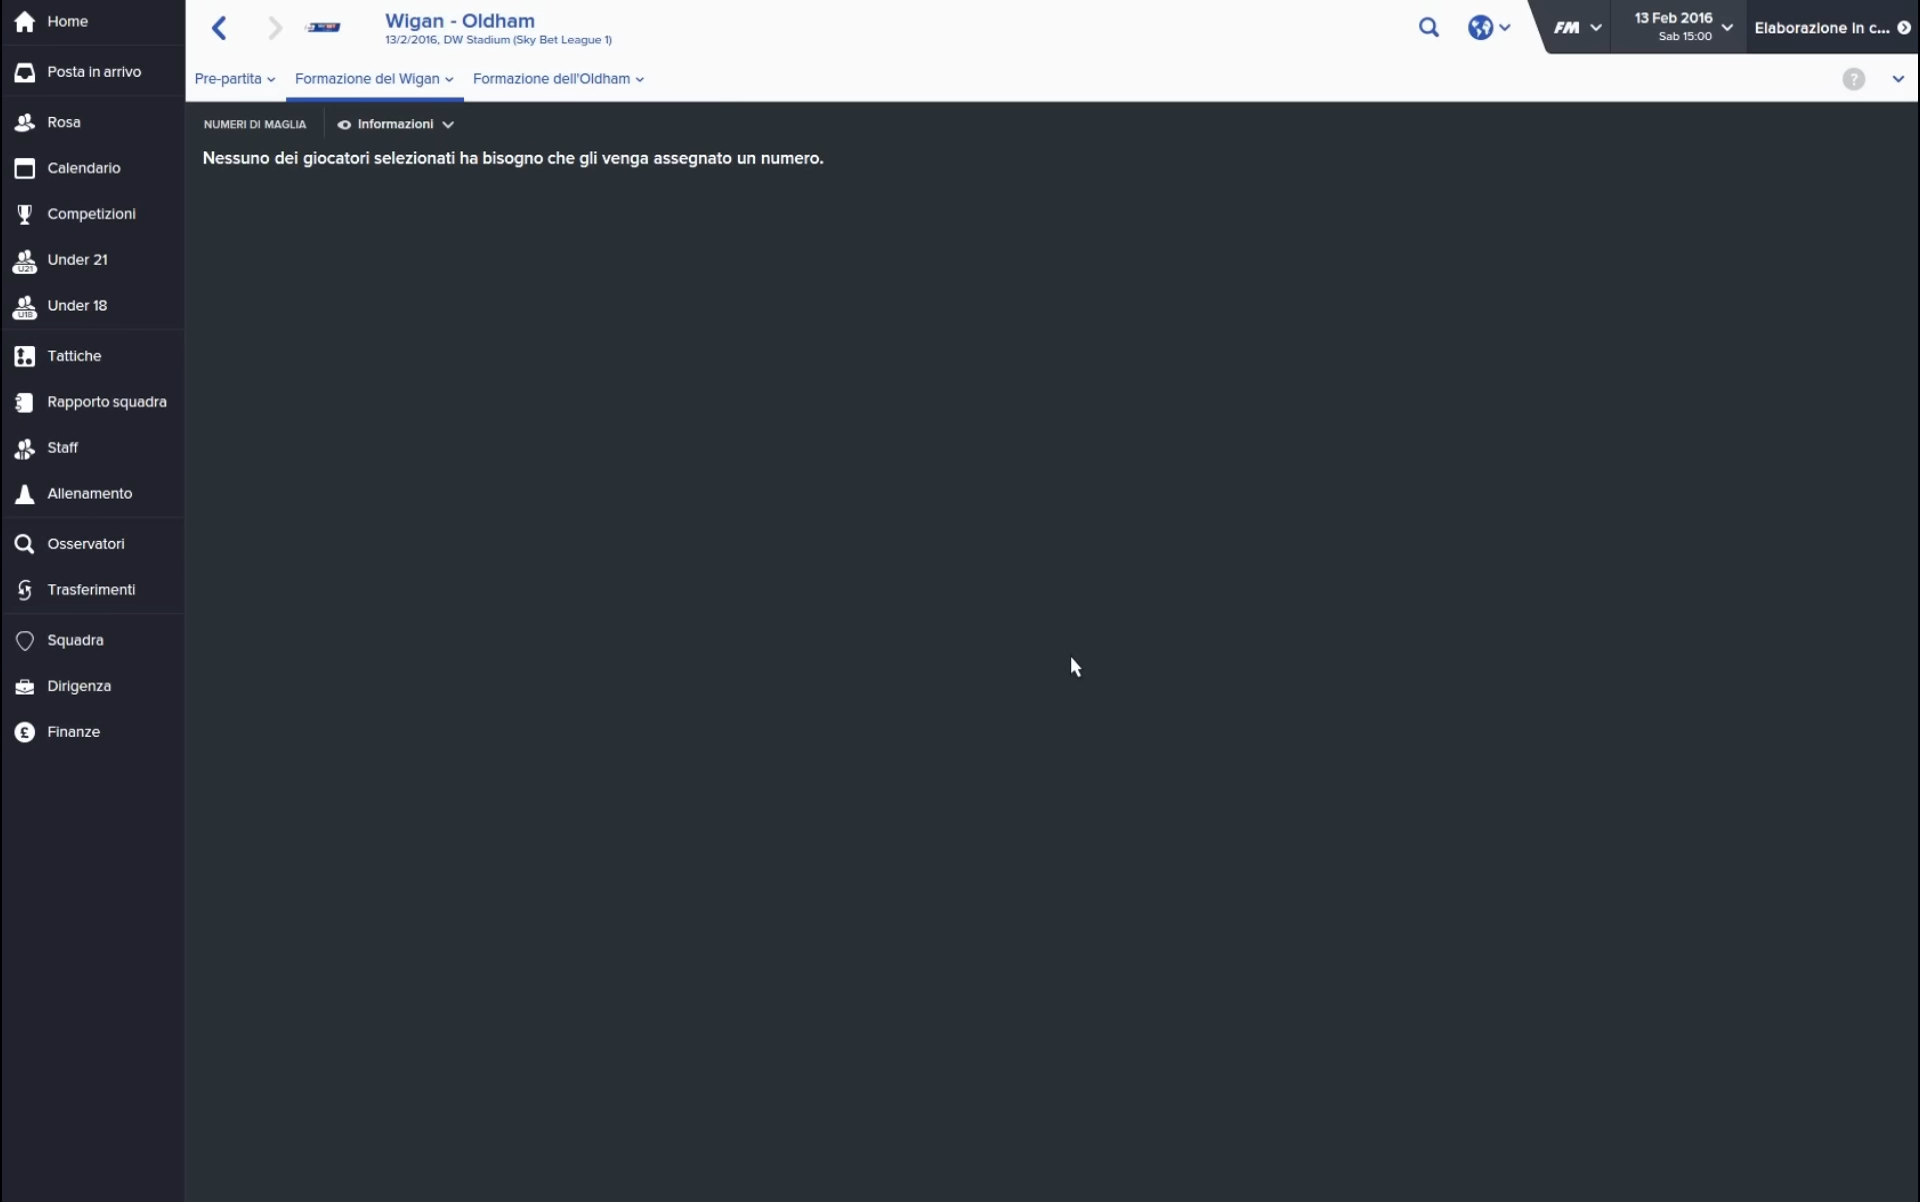 Home
Posta in arrivo
Rosa
Calendario
Competizioni
U21
Under 21
U18
Under 18
Tattiche
Rapporto squadra
Staff
Allenamento
Osservatori
Trasferimenti
Squadra
Dirigenza
£
Finanze
Wigan - Oldham
13/2/2016, DW Stadium (Sky Bet League 1)
FM
13 Feb 2016
Sab 15:00
Elaborazione in c...
Pre-partita
Formazione del Wigan
Formazione dell'Oldham
?
NUMERI DI MAGLIA
Informazioni
Nessuno dei giocatori selezionati ha bisogno che gli venga assegnato un numero.